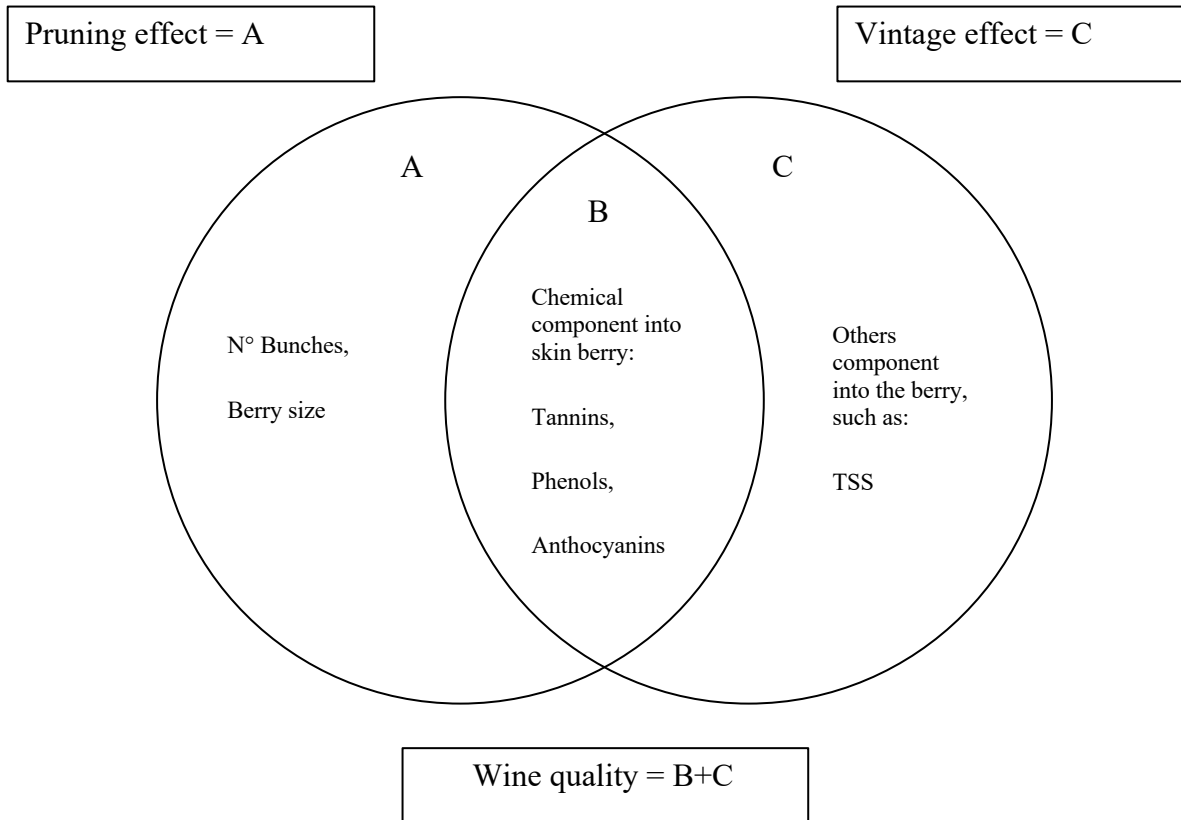 Pruning effect = A
Vintage effect = C
A
C
B
N° Bunches,
Berry size
Chemical
component into
skin berry:
Tannins,
Phenols,
Anthocyanins
Others
component
into the berry,
such as:
TSS
Wine quality = B+C